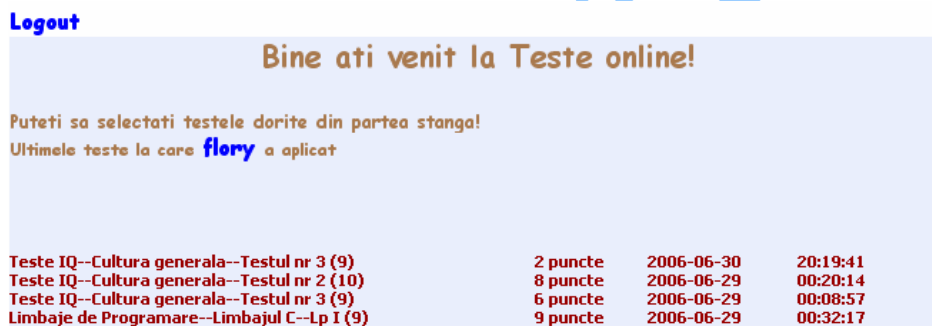 Logout
Bine ati venit la Teste online!
Puteti sa selectati testele dorite din partea stanga!
Ultimele teste la care flory a aplicat
Teste IQ--Cultura generala--Testul nr 3 (9) 2 puncte 2006-06-30 20:19:41
Teste IQ--Cultura generala--Testul nr 2 (10) 8 puncte 2006-06-29 00:20:14
Teste IQ--Cultura generala--Testul nr 3 (9) 6 puncte 2006-06-29 00:08:57
Limbaje de Programare--Limbajul C--Lp I (9) 9 puncte 2006-06-29 00:32:17